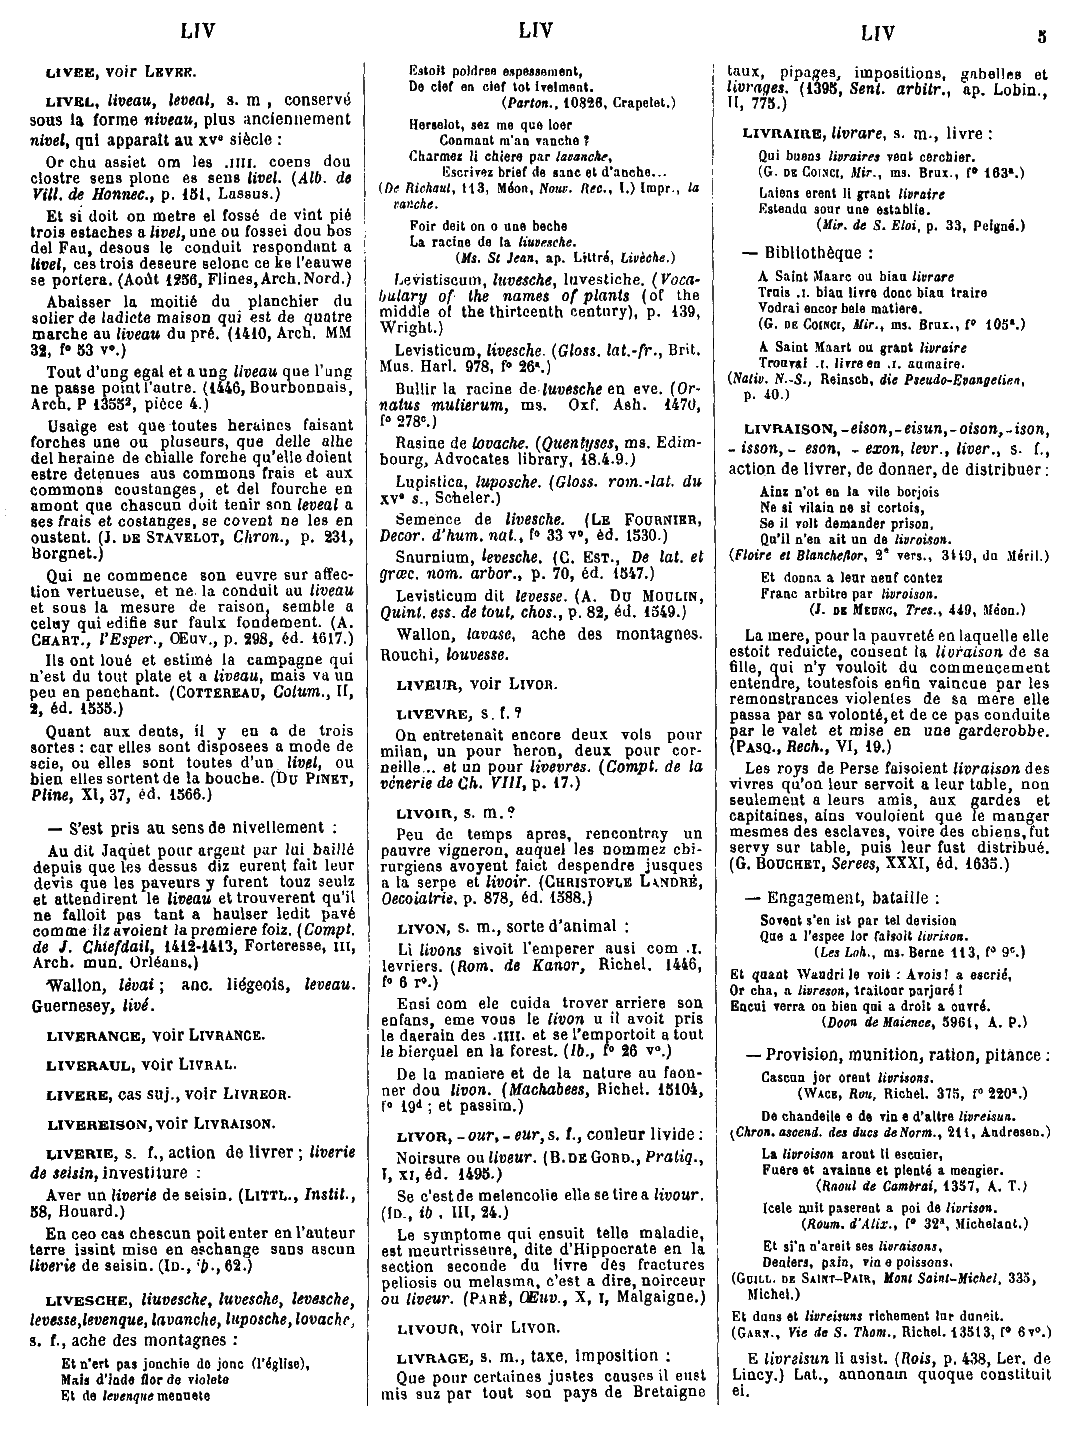 LIV
LIV
LIV
5
LIVEE, voir LEVRE.
LIVEL, liveau, leveal, s. m , conservé
sous la forme niveau, plus anciennement
nivel, qui apparaît au xvᵉ siècle :
Or chu assiet om les .IIII. coens dou
clostre sens plonc es sens livel. (Alb. de
Vill. de Honnec., p. 151, Lassus.)
Et si doit on metre el fossé de vint pié
trois estaches a livel, une ou fossei dou bos
del Fau, desous le conduit respondant a
livel, ces trois deseure selonc ce ke l'eauwe
se portera. (Août 1256, Flines, Arch. Nord.)
Abaisser la moitié du planchier du
solier de ladicte maison qui est de quatre
marche au liveau du pré. (1410, Arch. MM
32, fº 53 vº.)
Tout d'ung egal et a ung liveau que l'ung
ne passe point l'autre. (1446, Bourbonnais,
Arch. P 1355², pièce 4.)
Usaige est que toutes heraines faisant
forches une ou pluseurs, que delle alhe
del heraine de chialle forche qu'elle doient
estre detenues aus commons frais et aux
commons coustanges, et del fourche en
amont que chascun doit tenir son leveal a
ses frais et costanges, se covent ne les en
oustent. (J. DE STAVELOT, Chron., p. 231,
Borgnet.)
Qui ne commence son euvre sur affec-
tion vertueuse, et ne la conduit au liveau
et sous la mesure de raison, semble a
celuy qui edifie sur faulx fondement. (A.
CHART., l'Esper., Œuv., p. 298, éd. 1617.)
Ils ont loué et estimé la campagne qui
n'est du tout plate et a liveau, mais va un
peu en penchant. (COTTEREAU, Colum., II,
2, éd. 1555.)
Quant aux dents, il y en a de trois
sortes : car elles sont disposees a mode de
scie, ou elles sont toutes d'un livel, ou
bien elles sortent de la bouche. (DU PINET,
Pline, XI, 37, éd. 1566.)
— S'est pris au sens de nivellement :
Au dit Jaquet pour argent par lui baillé
depuis que les dessus diz eurent fait leur
devis que les paveurs y furent touz seulz
et attendirent le liveau et trouverent qu'il
ne falloit pas tant a haulser ledit pavé
comme ilz avoient la premiere foiz. (Compt.
de J. Chiefdail, 1412-1413, Forteresse, III,
Arch. mun. Orléans.)
Wallon, lévai ; anc. liégeois, leveau.
Guernesey, livé.
LIVERANCE, voir LIVRANCE.
LIVERAUL, voir LIVRAL.
LIVERE, cas suj., voir LIVREOR.
LIVEREISON, voir LIVRAISON.
LIVERIE, s. f., action de livrer ; liverie
de seisin, investiture :
Aver un liverie de seisin. (LITTL., Instit.,
58, Houard.)
En ceo cas chescun poit enter en l'auteur
terre issint mise en eschange sans ascun
liverie de seisin. (ID., ib., 62.)
LIVESCHE, liuvesche, luvesche, levesche,
levesse, levenque, lavanche, luposche, lovache,
s. f., ache des montagnes :
Et n'ert pas jonchie de jonc (l'église),
Mais d'inde flor de violete
Et de levenque menuete
Estoit poldree espessement,
De clef en clef tot ivelment.
(Parton., 10826, Crapelet.)
Herselot, sez me que loer
Conmant m'an vanche ?
Charmez li chiere par lavanche,
Escrivez brief de sanc et d'anche...
(De Richaut, 113, Méon, Nouv. Rec., I.) Impr., la
ranche.
Foir deit on o une beche
La racine de la liuvesche.
(Ms. St Jean, ap. Littré, Livèche.)
Levistiscum, luvesche, luvestiche. (Voca-
bulary of the names of plants (of the
middle of the thirteenth century), p. 139,
Wright.)
Levisticum, livesche. (Gloss. lat.-fr., Brit.
Mus. Harl. 978, fº 26ᵃ.)
Bullir la racine de luvesche en eve. (Or-
natus mulierum, ms. Oxf. Ash. 1470,
fº 278ᶜ.)
Rasine de lovache. (Quentyses, ms. Edim-
bourg, Advocates library, 18.4.9.)
Lupistica, luposche. (Gloss. rom.-lat. du
xvᵉ s., Scheler.)
Semence de livesche. (LE FOURNIER,
Decor. d'hum. nat., fº 33 vº, éd. 1530.)
Saurnium, levesche. (C. EST., De lat. et
græc. nom. arbor., p. 70, éd. 1547.)
Levisticum dit levesse. (A. DU MOULIN,
Quint. ess. de tout. chos., p. 82, éd. 1549.)
Wallon, lavase, ache des montagnes.
Rouchi, louvesse.
LIVEUR, voir LIVOR.
LIVEVRE, s. f. ?
On entretenait encore deux vols pour
milan, un pour heron, deux pour cor-
neille... et un pour livevres. (Compt. de la
vénerie de Ch. VIII, p. 17.)
LIVOIR, s. m. ?
Peu de temps apres, rencontray un
pauvre vigneron, auquel les nommez chi-
rurgiens avoyent faict despendre jusques
a la serpe et livoir. (CHRISTOFLE LANDRÉ,
Oecoiatrie, p. 878, éd. 1588.)
LIVON, s. m., sorte d'animal :
Li livons sivoit l'emperer ausi com .I.
levriers. (Rom. de Kanor, Richel. 1446,
fº 6 rº.)
Ensi com ele cuida trover arriere son
enfans, eme vous le livon u il avoit pris
le daerain des .IIII. et se l'emportoit a tout
le bierçuel en la forest. (Ib., fº 26 vº.)
De la maniere et de la nature au faon-
ner dou livon. (Machabees, Richel. 15104,
fº 19ᵈ ; et passim.)
LIVOR, -our, - eur, s. f., couleur livide :
Noirsure ou liveur. (B. DE GORD., Pratiq.,
I, XI, éd. 1495.)
Se c'est de melencolie elle se tire a livour.
(ID., ib , III, 24.)
Le symptome qui ensuit telle maladie,
est meurtrisseure, dite d'Hippocrate en la
section seconde du livre des fractures
peliosis ou melasma, c'est a dire, noirceur
ou liveur. (PARÉ, Œuv., X, I, Malgaigne.)
LIVOUR, voir LIVON.
LIVRAGE, s. m., taxe, imposition :
Que pour certaines justes causes il eust
mis suz par tout son pays de Bretaigne
taux, pipages, impositions, gabelles et
livrages. (1395, Sent. arbitr., ap. Lobin.,
II, 775.)
LIVRAIRE, livrare, s. m., livre :
Qui buens livraires veut cerchier.
(G. DE COINCI, Mir., ms. Brux., fº 163ᵃ.)
Laiens erent li grant livraire
Estendu sour une establie.
(Mir. de S. Eloi, p. 33, Peigné.)
— Bibliothèque :
A Saint Maarc ou biau livrare
Trois .I. biau livre donc biau traire
Vodrai encor bele matiere.
(G. DE COINCI, Mir., ms. Brux., fº 105ᵃ.)
A Saint Maart ou grant livraire
Trouvai .I. livre en .I. aumaire.
(Nativ. N.-S., Reinsch, die Pseudo-Evangelien,
p. 40.)
LIVRAISON, -eison, -eisun, - oison, -ison,
- isson, - eson, - exon, levr., liver., s. f.,
action de livrer, de donner, de distribuer :
Ainz n'ot en la vile borjois
Ne si vilain ne si cortois,
Se il volt demander prison,
Qu'il n'en ait un de livroison.
(Floire et Blancheflor, 2ᵉ vers., 3119, du Méril.)
Et donna a leur neuf contez
Franc arbitre par livroison.
(J. DE MEUNG, Tres., 449, Méon.)
La mere, pour la pauvreté en laquelle elle
estoit reduicte, consent la livraison de sa
fille, qui n'y vouloit du commencement
entendre, toutesfois enfin vaincue par les
remonstrances violentes de sa mere elle
passa par sa volonté, et de ce pas conduite
par le valet et mise en une garderobbe.
(PASQ., Rech., VI, 19.)
Les roys de Perse faisoient livraison des
vivres qu'on leur servoit a leur table, non
seulement a leurs amis, aux gardes et
capitaines, ains vouloient que le manger
mesmes des esclaves, voire des chiens, fut
servy sur table, puis leur fust distribué.
(G. BOUCHET, Serees, XXXI, éd. 1635.)
— Engagement, bataille :
Sovent s'en ist par tel devision
Que a l'espee lor faisoit livrison.
(Les Loh., ms. Berne 113, fº 9ᶜ.)
Et quant Wandri le voit : Avois ! a escrié,
Or cha, a livreson, traitour parjuré !
Encui verra on bien qui a droit a ouvré.
(Doon de Maience, 5961, A. P.)
— Provision, munition, ration, pitance :
Cascun jor orent livrisons.
(WACE, Rou, Richel. 375, fº 220ᵃ.)
De chandeile e de vin e d'altre livreisun.
(Chron. ascend. des ducs de Norm., 211, Andresen.)
La livroison aront li escuier,
Fuere et avainne et plenté a mengier.
(Raoul de Cambrai, 1357, A. T.)
Icele nuit paserent a poi de livrison.
(Roum. d'Alix., fº 32ᵃ, Michelant.)
Et si'n n'areit ses livraisons,
Deniers, pain, vin e poissons.
(GUILL. DE SAINT-PAIR, Mont Saint-Michel, 335,
Michel.)
Et dons et livreisuns richement lur daneit.
(GARN., Vie de S. Thom., Richel. 13513, fº 6 vº.)
E livreisun li asist. (Rois, p. 438, Ler. de
Lincy.) Lat., annonam quoque constituit
ei.